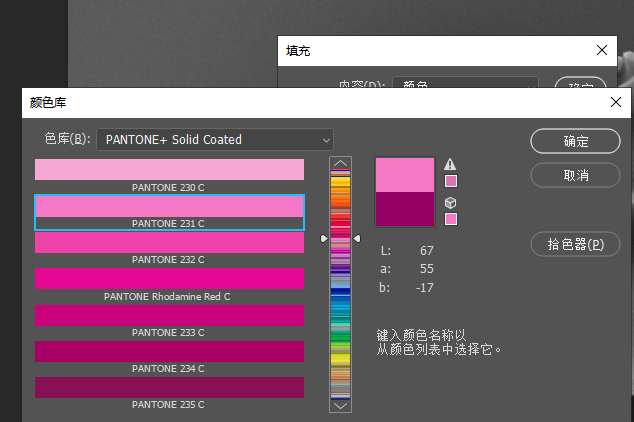 填充
内容(D):
颜色
确定
颜色库
色库(B):
PANTONE+ Solid Coated
确定
取消
拾色器(P)
PANTONE 230 C
PANTONE 231 C
PANTONE 232 C
PANTONE Rhodamine Red C
PANTONE 233 C
PANTONE 234 C
PANTONE 235 C
L: 67
a: 55
b: -17
键入颜色名称以
从颜色列表中选择它。